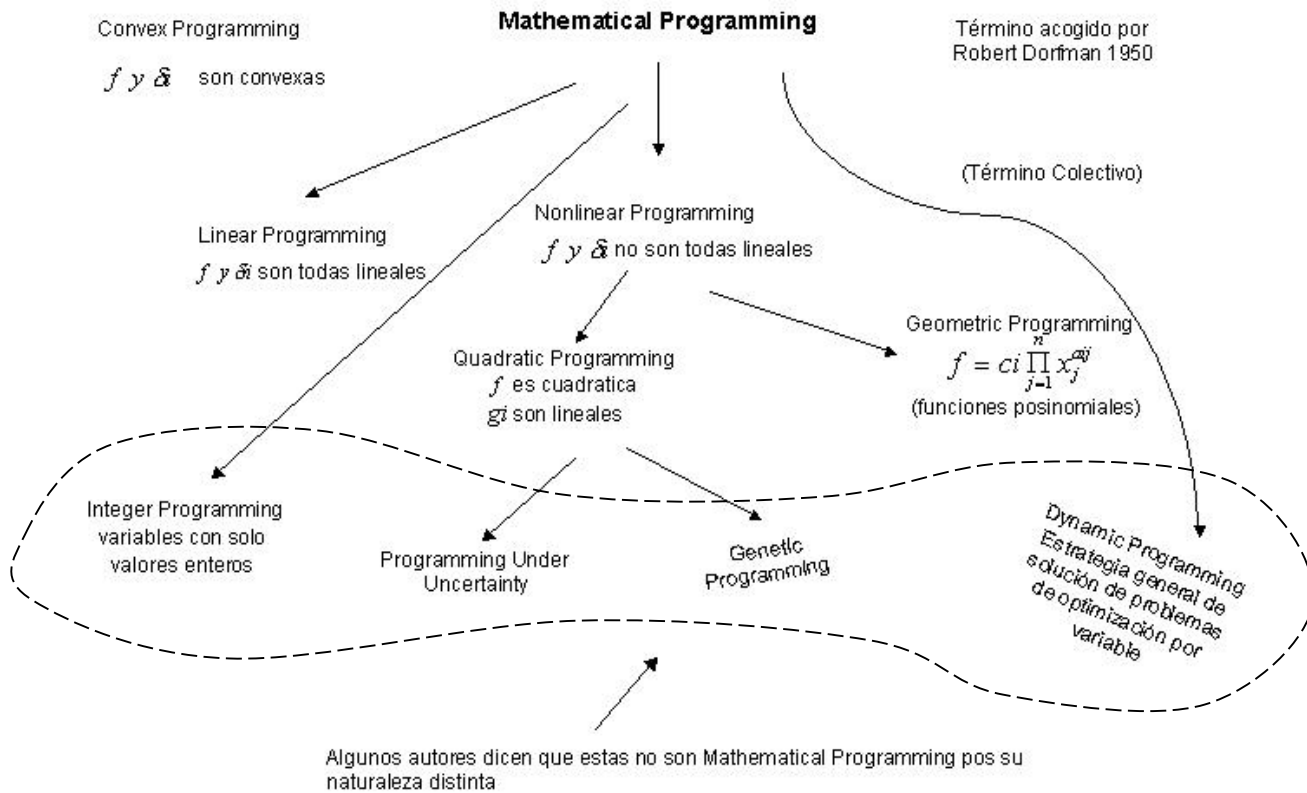 Mathematical Programming
Convex Programming
f y δi son convexas
Término acogido por
Robert Dorfman 1950
(Término Colectivo)
Linear Programming
f y δi son todas lineales
Nonlinear Programming
f y δi no son todas lineales
Quadratic Programming
f es cuadratica
gi son lineales
Geometric Programming
f = ci ∏_{j=1}^{n} x_j^{aij}
(funciones posinomiales)
Integer Programming
variables con solo
valores enteros
Programming Under
Uncertainty
Genetic
Programming
Dynamic Programming
Estrategia general de
solución de problemas
de optimización por
variable
Algunos autores dicen que estas no son Mathematical Programming pos su
naturaleza distinta